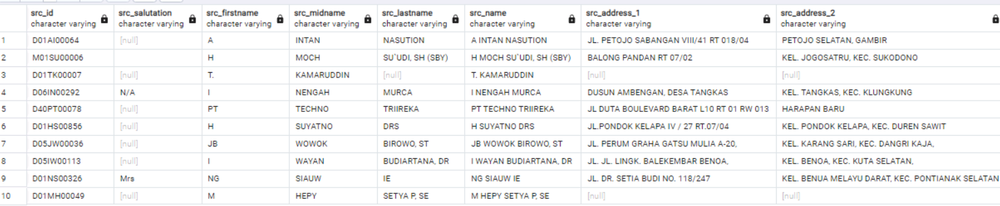 src_id src_salutation src_firstname src_midname src_lastname src_name src_address_1 src_address_2
character varying character varying character varying character varying character varying character varying character varying character varying
1 D01AI00064 [null] A INTAN NASUTION A INTAN NASUTION JL. PETOJO SABANGAN VIII/41 RT 018/04 PETOJO SELATAN, GAMBIR
2 M01SU00006 H MOCH SU`UDI, SH (SBY) H MOCH SU`UDI, SH (SBY) BALONG PANDAN RT 07/02 KEL. JOGOSATRU, KEC. SUKODONO
3 D01TK00007 [null] T. KAMARUDDIN [null] T. KAMARUDDIN [null] [null]
4 D06IN00292 N/A I NENGAH MURCA I NENGAH MURCA DUSUN AMBENGAN, DESA TANGKAS KEL. TANGKAS, KEC. KLUNGKUNG
5 D40PT00078 [null] PT TECHNO TRIIREKA PT TECHNO TRIIREKA JL DUTA BOULEVARD BARAT L10 RT 01 RW 013 HARAPAN BARU
6 D01HS00856 [null] H SUYATNO DRS H SUYATNO DRS JL.PONDOK KELAPA IV / 27 RT.07/04 KEL. PONDOK KELAPA, KEC. DUREN SAWIT
7 D05JW00036 [null] JB WOWOK BIROWO, ST JB WOWOK BIROWO, ST JL. PERUM GRAHA GATSU MULIA A-20, KEL. KARANG SARI, KEC. DANGRI KAJA,
8 D05IW00113 [null] I WAYAN BUDIARTANA, DR I WAYAN BUDIARTANA, DR JL. JL. LINGK. BALEKEMBAR BENOA, KEL. BENOA, KEC. KUTA SELATAN,
9 D01NS00326 Mrs NG SIAUW IE NG SIAUW IE JL. DR. SETIA BUDI NO. 118/247 KEL. BENUA MELAYU DARAT, KEC. PONTIANAK SELATAN
10 D01MH00049 [null] M HEPY SETYA P, SE M HEPY SETYA P, SE [null] [null]